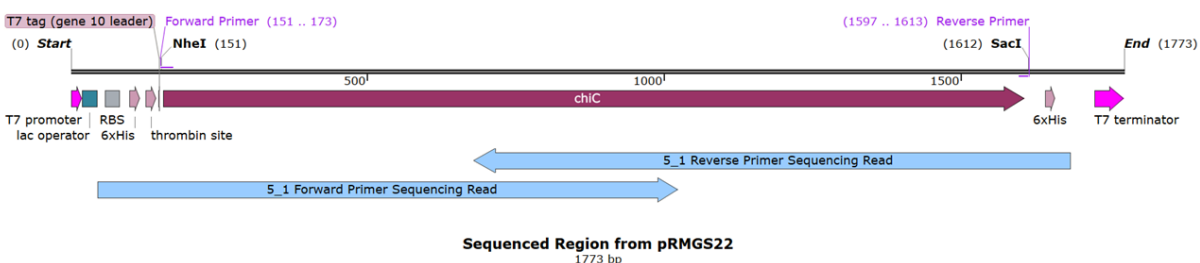 T7 tag (gene 10 leader)
Forward Primer (151 .. 173)
(1597 .. 1613) Reverse Primer
(0) Start
NheI (151)
(1612) SacI
End (1773)
500
1000
1500
chiC
T7 promoter
RBS
6xHis
T7 terminator
lac operator
6xHis
thrombin site
5_1 Reverse Primer Sequencing Read
5_1 Forward Primer Sequencing Read
Sequenced Region from pRMGS22
1773 bp